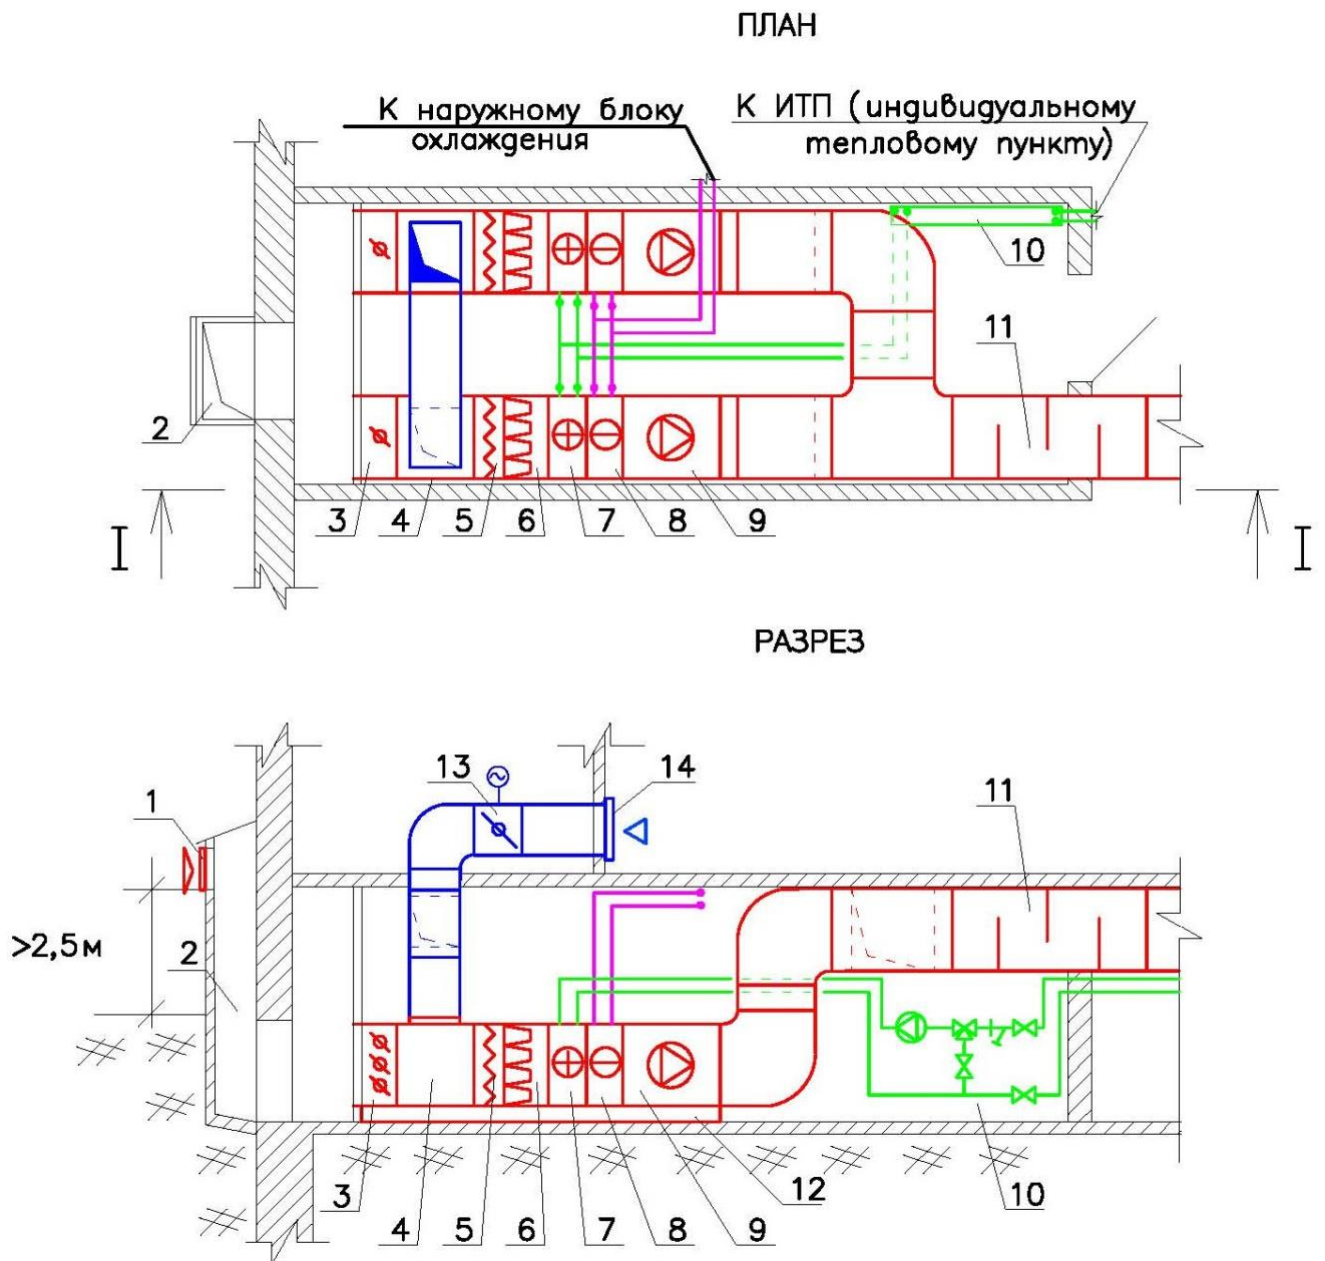 ПЛАН
К наружному блоку
охлаждения
К ИТП (индивидуальному
тепловому пункту)
10
11
2
3 4 5 6 7 8 9
I I
РАЗРЕЗ
13 14
1
11
>2,5м
2
3 12 10
4 5 6 7 8 9